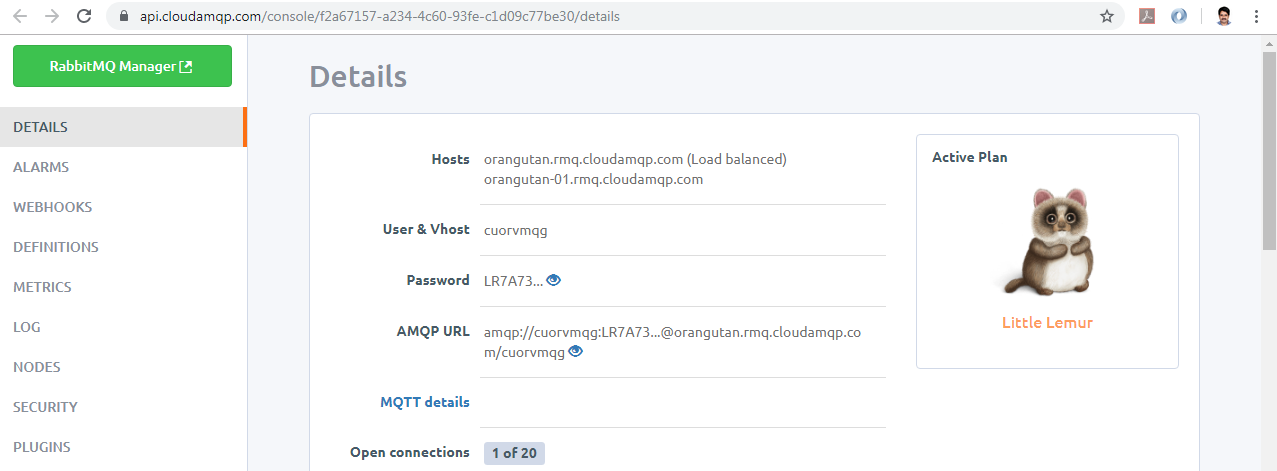 api.cloudamqp.com/console/f2a67157-a234-4c60-93fe-c1d09c77be30/details
RabbitMQ Manager
DETAILS
ALARMS
WEBHOOKS
DEFINITIONS
METRICS
LOG
NODES
SECURITY
PLUGINS
Details
Hosts
orangutan.rmq.cloudamqp.com (Load balanced)
orangutan-01.rmq.cloudamqp.com
User & Vhost
cuorvmqg
Password
LR7A73...
AMQP URL
amqp://cuorvmqg:LR7A73...@orangutan.rmq.cloudamqp.co
m/cuorvmqg
MQTT details
Open connections
1 of 20
Active Plan
Little Lemur